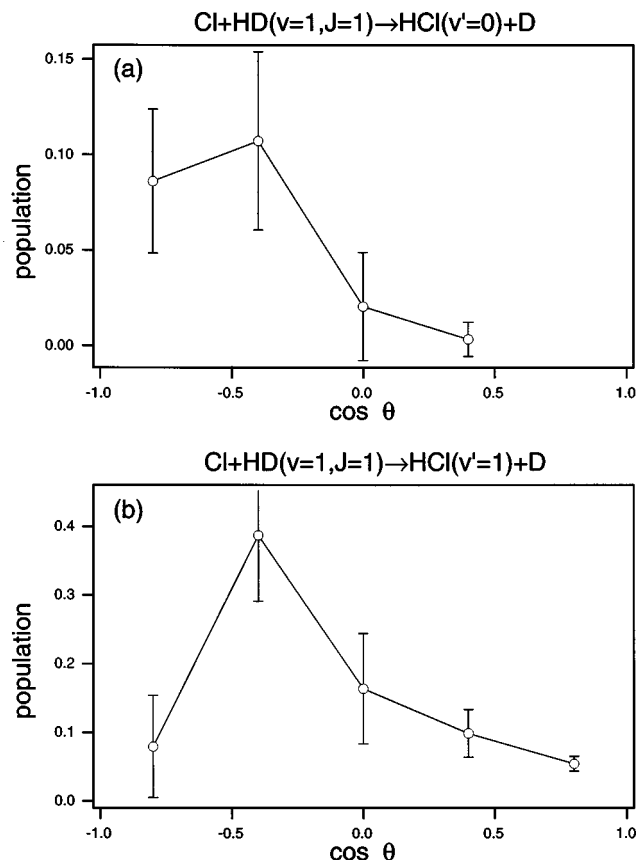 Cl+HD(v=1,J=1)→HCl(v'=0)+D
(a)
population
0.15
0.10
0.05
0.00
-1.0 -0.5 0.0 0.5 1.0
cos θ
Cl+HD(v=1,J=1)→HCl(v'=1)+D
(b)
population
0.4
0.3
0.2
0.1
0.0
-1.0 -0.5 0.0 0.5 1.0
cos θ